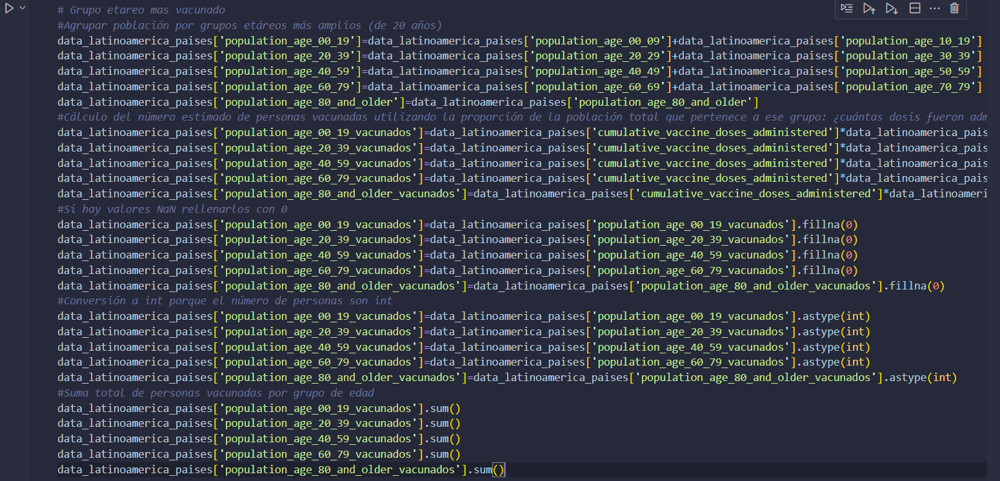 # Grupo etareo mas vacunado
#Agrupar población por grupos etáreos más amplios (de 20 años)
data_latinoamerica_paises['population_age_00_19']=data_latinoamerica_paises['population_age_00_09']+data_latinoamerica_paises['population_age_10_19']
data_latinoamerica_paises['population_age_20_39']=data_latinoamerica_paises['population_age_20_29']+data_latinoamerica_paises['population_age_30_39']
data_latinoamerica_paises['population_age_40_59']=data_latinoamerica_paises['population_age_40_49']+data_latinoamerica_paises['population_age_50_59']
data_latinoamerica_paises['population_age_60_79']=data_latinoamerica_paises['population_age_60_69']+data_latinoamerica_paises['population_age_70_79']
data_latinoamerica_paises['population_age_80_and_older']=data_latinoamerica_paises['population_age_80_and_older']
#Cálculo del número estimado de personas vacunadas utilizando la proporción de la población total que pertenece a ese grupo: ¿cuántas dosis fueron adm
data_latinoamerica_paises['population_age_00_19_vacunados']=data_latinoamerica_paises['cumulative_vaccine_doses_administered']*data_latinoamerica_pais
data_latinoamerica_paises['population_age_20_39_vacunados']=data_latinoamerica_paises['cumulative_vaccine_doses_administered']*data_latinoamerica_pais
data_latinoamerica_paises['population_age_40_59_vacunados']=data_latinoamerica_paises['cumulative_vaccine_doses_administered']*data_latinoamerica_pais
data_latinoamerica_paises['population_age_60_79_vacunados']=data_latinoamerica_paises['cumulative_vaccine_doses_administered']*data_latinoamerica_pais
data_latinoamerica_paises['population_age_80_and_older_vacunados']=data_latinoamerica_paises['cumulative_vaccine_doses_administered']*data_latinoameri
#Si hay valores NaN rellenarlos con 0
data_latinoamerica_paises['population_age_00_19_vacunados']=data_latinoamerica_paises['population_age_00_19_vacunados'].fillna(0)
data_latinoamerica_paises['population_age_20_39_vacunados']=data_latinoamerica_paises['population_age_20_39_vacunados'].fillna(0)
data_latinoamerica_paises['population_age_40_59_vacunados']=data_latinoamerica_paises['population_age_40_59_vacunados'].fillna(0)
data_latinoamerica_paises['population_age_60_79_vacunados']=data_latinoamerica_paises['population_age_60_79_vacunados'].fillna(0)
data_latinoamerica_paises['population_age_80_and_older_vacunados']=data_latinoamerica_paises['population_age_80_and_older_vacunados'].fillna(0)
#Conversión a int porque el número de personas son int
data_latinoamerica_paises['population_age_00_19_vacunados']=data_latinoamerica_paises['population_age_00_19_vacunados'].astype(int)
data_latinoamerica_paises['population_age_20_39_vacunados']=data_latinoamerica_paises['population_age_20_39_vacunados'].astype(int)
data_latinoamerica_paises['population_age_40_59_vacunados']=data_latinoamerica_paises['population_age_40_59_vacunados'].astype(int)
data_latinoamerica_paises['population_age_60_79_vacunados']=data_latinoamerica_paises['population_age_60_79_vacunados'].astype(int)
data_latinoamerica_paises['population_age_80_and_older_vacunados']=data_latinoamerica_paises['population_age_80_and_older_vacunados'].astype(int)
#Suma total de personas vacunadas por grupo de edad
data_latinoamerica_paises['population_age_00_19_vacunados'].sum()
data_latinoamerica_paises['population_age_20_39_vacunados'].sum()
data_latinoamerica_paises['population_age_40_59_vacunados'].sum()
data_latinoamerica_paises['population_age_60_79_vacunados'].sum()
data_latinoamerica_paises['population_age_80_and_older_vacunados'].sum()